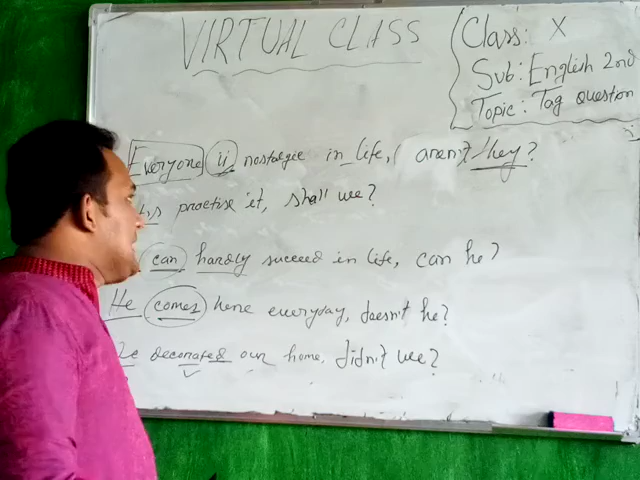 VIRTUAL CLASS
Class: X
Sub: English 2nd
Topic: Tag question
Everyone is nostalgic in life, aren't they?
practise it, shall we?
can hardly succeed in life, can he?
He comes here everyday, doesn't he?
decorated our home, didn't we?